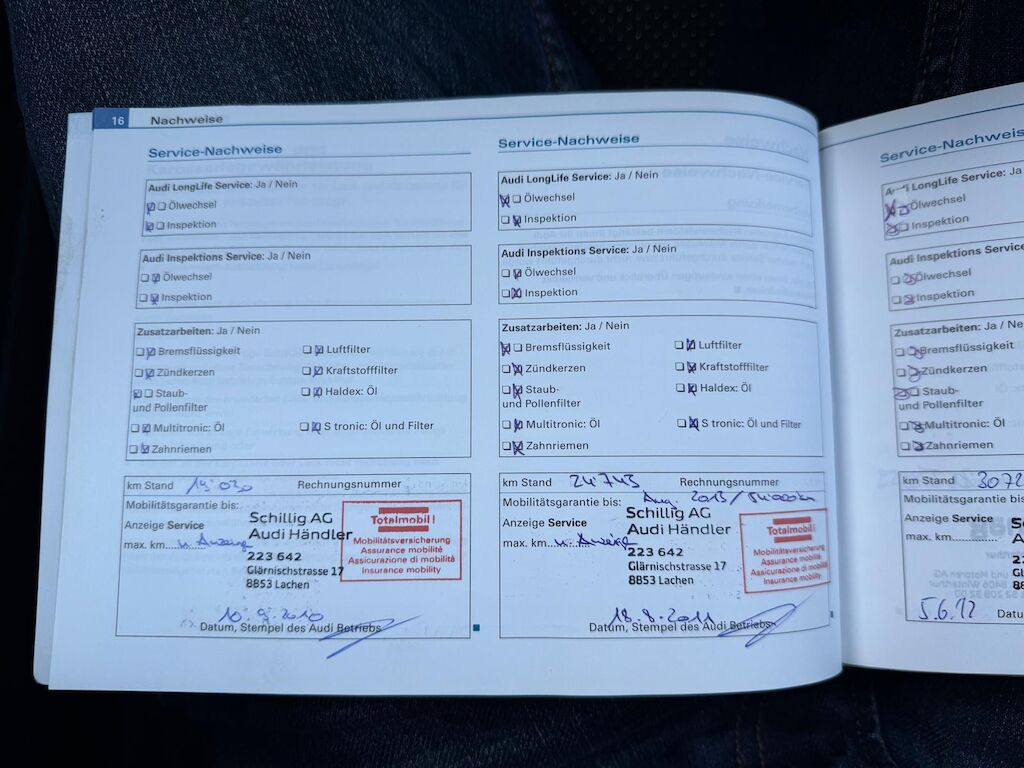 16 Nachweise
Service-Nachweise
Audi LongLife Service: Ja / Nein
Ölwechsel
Inspektion
Audi Inspektions Service: Ja / Nein
Ölwechsel
Inspektion
Zusatzarbeiten: Ja / Nein
Bremsflüssigkeit Luftfilter
Zündkerzen Kraftstofffilter
Staub- Haldex: Öl
und Pollenfilter
Multitronic: Öl S tronic: Öl und Filter
Zahnriemen
km Stand 19'030 Rechnungsnummer
Mobilitätsgarantie bis:
Anzeige Service
max. km n. Anzeige
Schillig AG
Audi Händler
223 642
Glärnischstrasse 17
8853 Lachen
Totalmobil!
Mobilitätsversicherung
Assurance mobilité
Assicurazione di mobilità
Insurance mobility
10.9.2010
Datum, Stempel des Audi Betriebs
Service-Nachweise
Audi LongLife Service: Ja / Nein
Ölwechsel
Inspektion
Audi Inspektions Service: Ja / Nein
Ölwechsel
Inspektion
Zusatzarbeiten: Ja / Nein
Bremsflüssigkeit Luftfilter
Zündkerzen Kraftstofffilter
Staub- Haldex: Öl
und Pollenfilter
Multitronic: Öl S tronic: Öl und Filter
Zahnriemen
km Stand 24'743 Rechnungsnummer
Mobilitätsgarantie bis: Aug. 2013 /
Anzeige Service
max. km n. Anzeige
Schillig AG
Audi Händler
223 642
Glärnischstrasse 17
8853 Lachen
Totalmobil!
Mobilitätsversicherung
Assurance mobilité
Assicurazione di mobilità
Insurance mobility
18.8.2011
Datum, Stempel des Audi Betriebs
Service-Nachweise
Audi LongLife Service: Ja
Ölwechsel
Inspektion
Audi Inspektions Service:
Ölwechsel
Inspektion
Zusatzarbeiten: Ja / Nein
Bremsflüssigkeit
Zündkerzen
Staub-
und Pollenfilter
Multitronic: Öl
Zahnriemen
km Stand 3072
Mobilitätsgarantie bis:
Anzeige Service
max. km
5.6.12